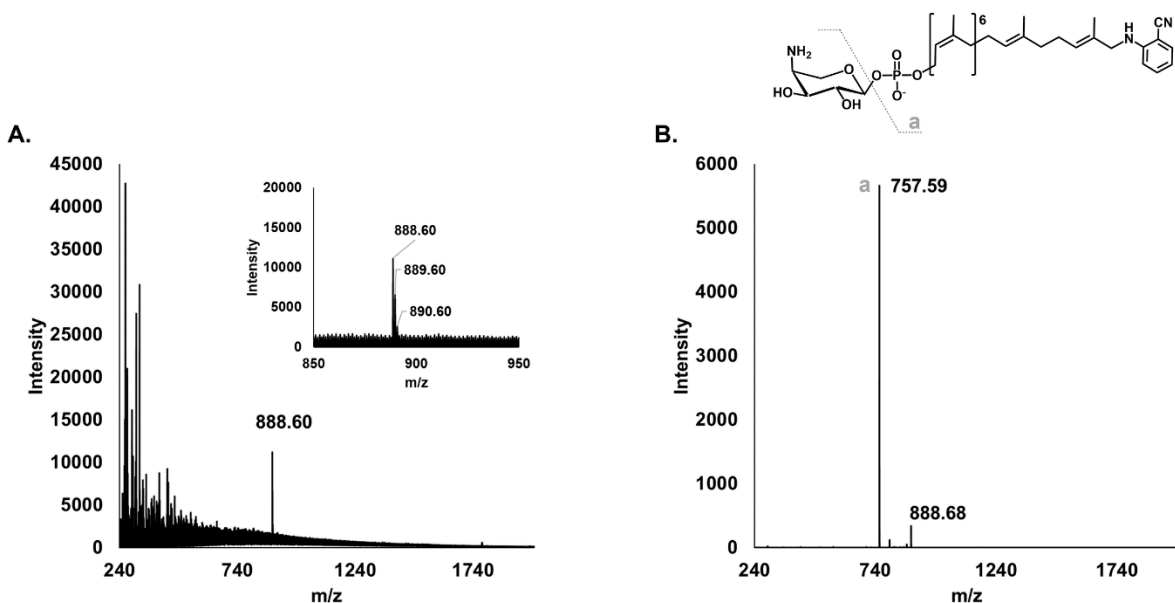 6
CN
H
N
NH₂
O
O
O
P
O
HO
OH
O⁻
a
A.
B.
45000
40000
35000
30000
25000
20000
15000
10000
5000
0
Intensity
240
740
1240
1740
m/z
888.60
20000
15000
10000
5000
0
Intensity
850
900
950
m/z
888.60
889.60
890.60
6000
5000
4000
3000
2000
1000
0
Intensity
240
740
1240
1740
m/z
a 757.59
888.68